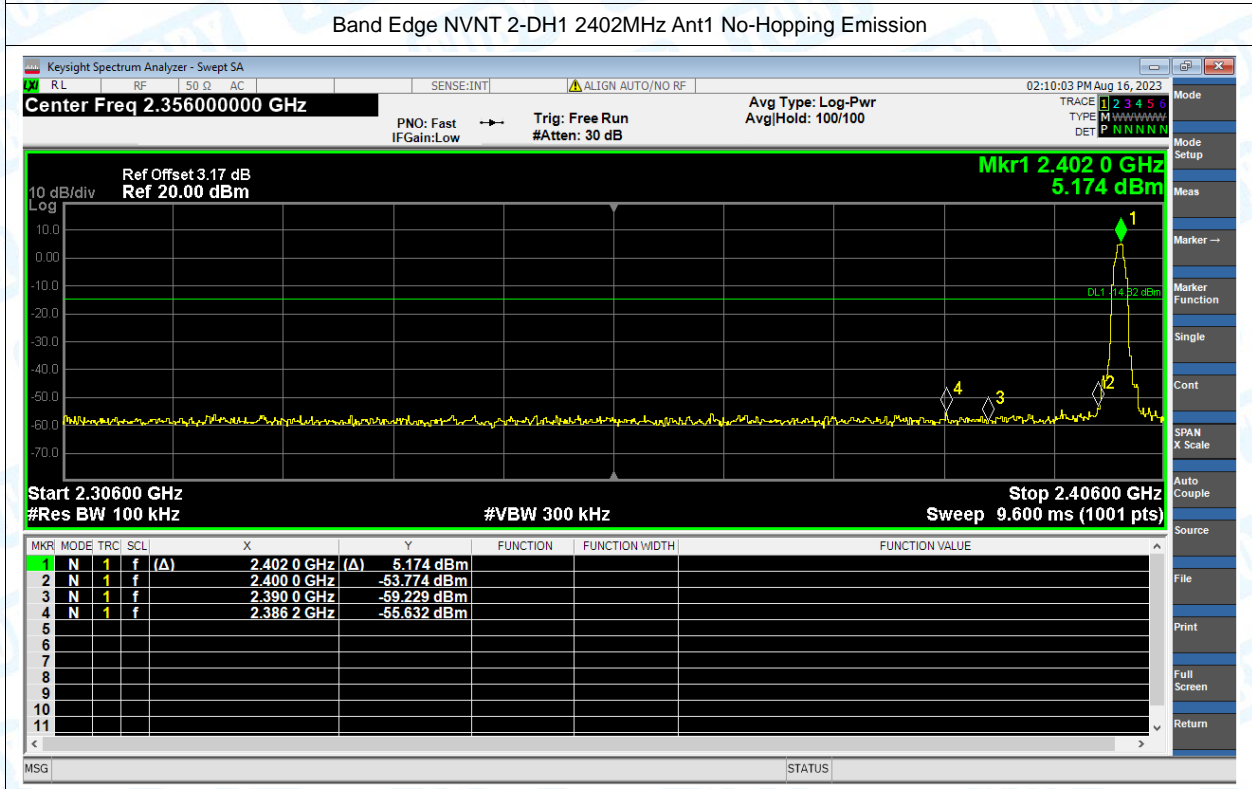 Band Edge NVNT 2-DH1 2402MHz Ant1 No-Hopping Emission
Keysight Spectrum Analyzer - Swept SA
LXI RL RF 50 Ω AC SENSE:INT ALIGN AUTO/NO RF 02:10:03 PM Aug 16, 2023
Center Freq 2.356000000 GHz
PNO: Fast
IFGain:Low
Trig: Free Run
#Atten: 30 dB
Avg Type: Log-Pwr
Avg|Hold: 100/100
TRACE 1 2 3 4 5 6
TYPE M WWWWW
DET P N N N N N
Mkr1 2.402 0 GHz
5.174 dBm
Ref Offset 3.17 dB
10 dB/div Ref 20.00 dBm
Log
10.0
0.00
-10.0
-20.0
-30.0
-40.0
-50.0
-60.0
-70.0
1
DL1 -14.82 dBm
4
3
2
Start 2.30600 GHz Stop 2.40600 GHz
#Res BW 100 kHz #VBW 300 kHz Sweep 9.600 ms (1001 pts)
MKR MODE TRC SCL X Y FUNCTION FUNCTION WIDTH FUNCTION VALUE
1 N 1 f (Δ) 2.402 0 GHz (Δ) 5.174 dBm
2 N 1 f 2.400 0 GHz -53.774 dBm
3 N 1 f 2.390 0 GHz -59.229 dBm
4 N 1 f 2.386 2 GHz -55.632 dBm
5
6
7
8
9
10
11
MSG STATUS
Mode
Mode Setup
Meas
Marker →
Marker Function
Single
Cont
SPAN X Scale
Auto Couple
Source
File
Print
Full Screen
Return